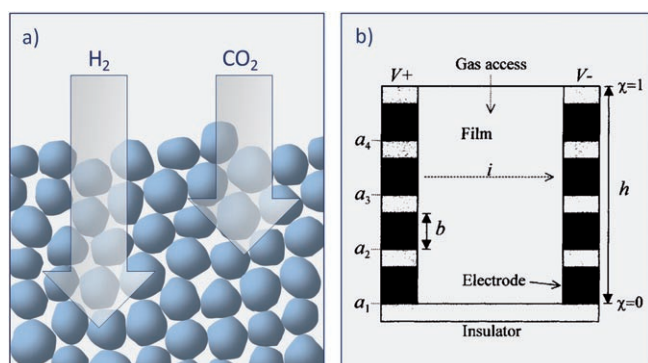 a)
H₂
CO₂
b)
V+
Gas access
V-
χ=1
Film
a₄
i
a₃
h
b
a₂
Electrode
a₁
χ=0
Insulator